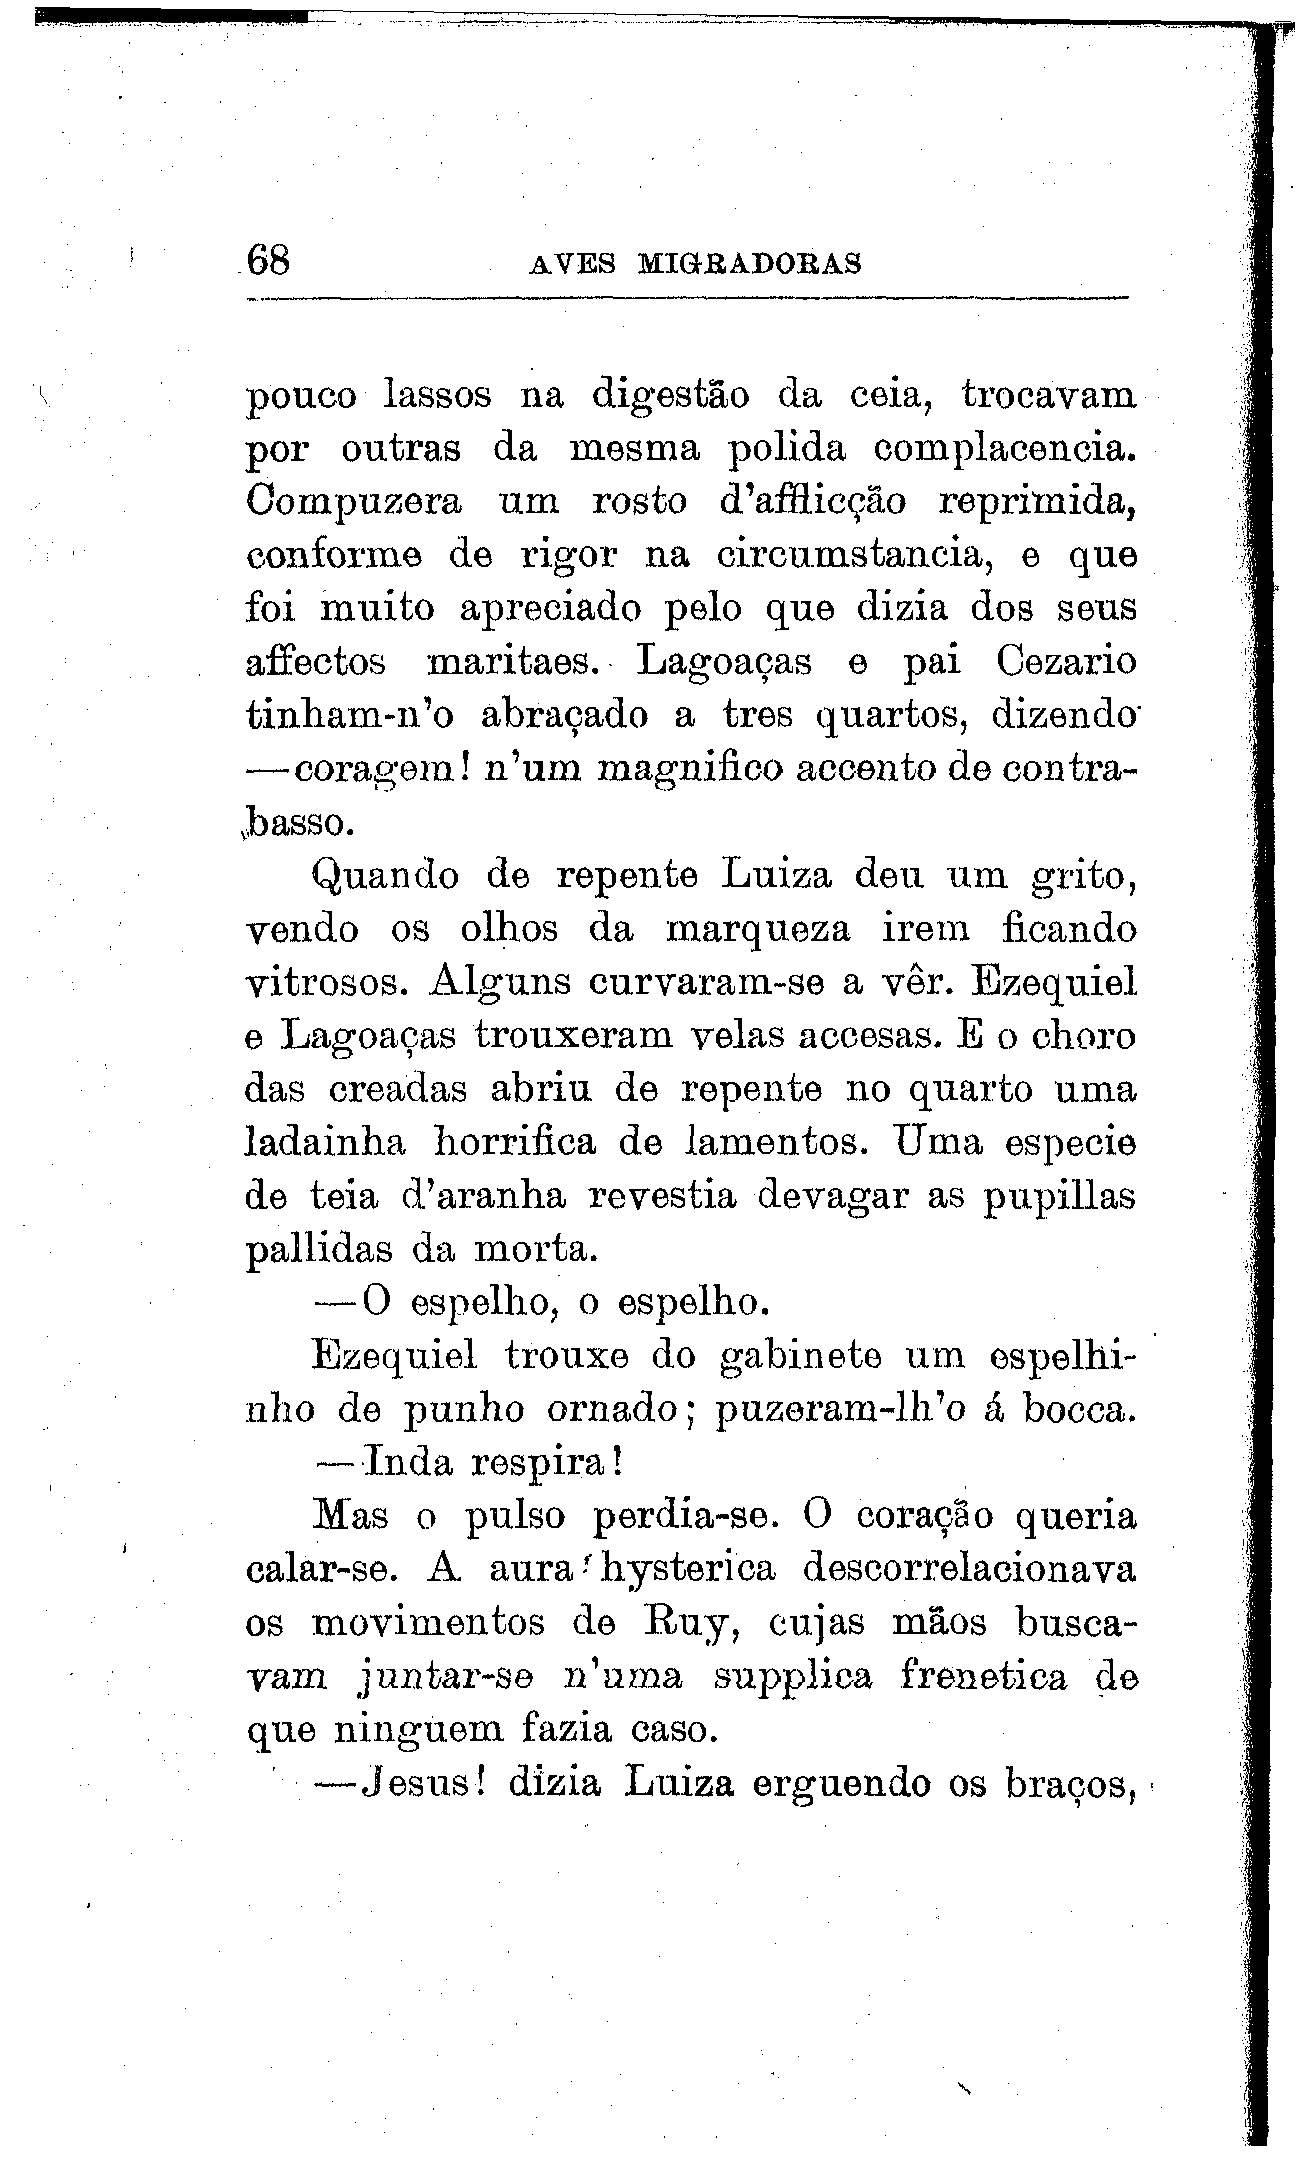 68 AVES MIGRADORAS
pouco lassos na digestão da ceia, trocavam
por outras da mesma polida complacencia.
Compuzera um rosto d'afflicção reprimida,
conforme de rigor na circumstancia, e que
foi muito apreciado pelo que dizia dos seus
affectos maritaes. Lagoaças e pai Cezario
tinham-n'o abraçado a tres quartos, dizendo
—coragem! n'um magnifico accento de contra-
basso.
Quando de repente Luiza deu um grito,
vendo os olhos da marqueza irem ficando
vitrosos. Alguns curvaram-se a vêr. Ezequiel
e Lagoaças trouxeram velas accesas. E o choro
das creadas abriu de repente no quarto uma
ladainha horrifica de lamentos. Uma especie
de teia d'aranha revestia devagar as pupillas
pallidas da morta.
—O espelho, o espelho.
Ezequiel trouxe do gabinete um espelhi-
nho de punho ornado; puzeram-lh'o á bocca.
—Inda respira!
Mas o pulso perdia-se. O coração queria
calar-se. A aura hysterica descorrelacionava
os movimentos de Ruy, cujas mãos busca-
vam juntar-se n'uma supplica frenetica de
que ninguem fazia caso.
—Jesus! dizia Luiza erguendo os braços,